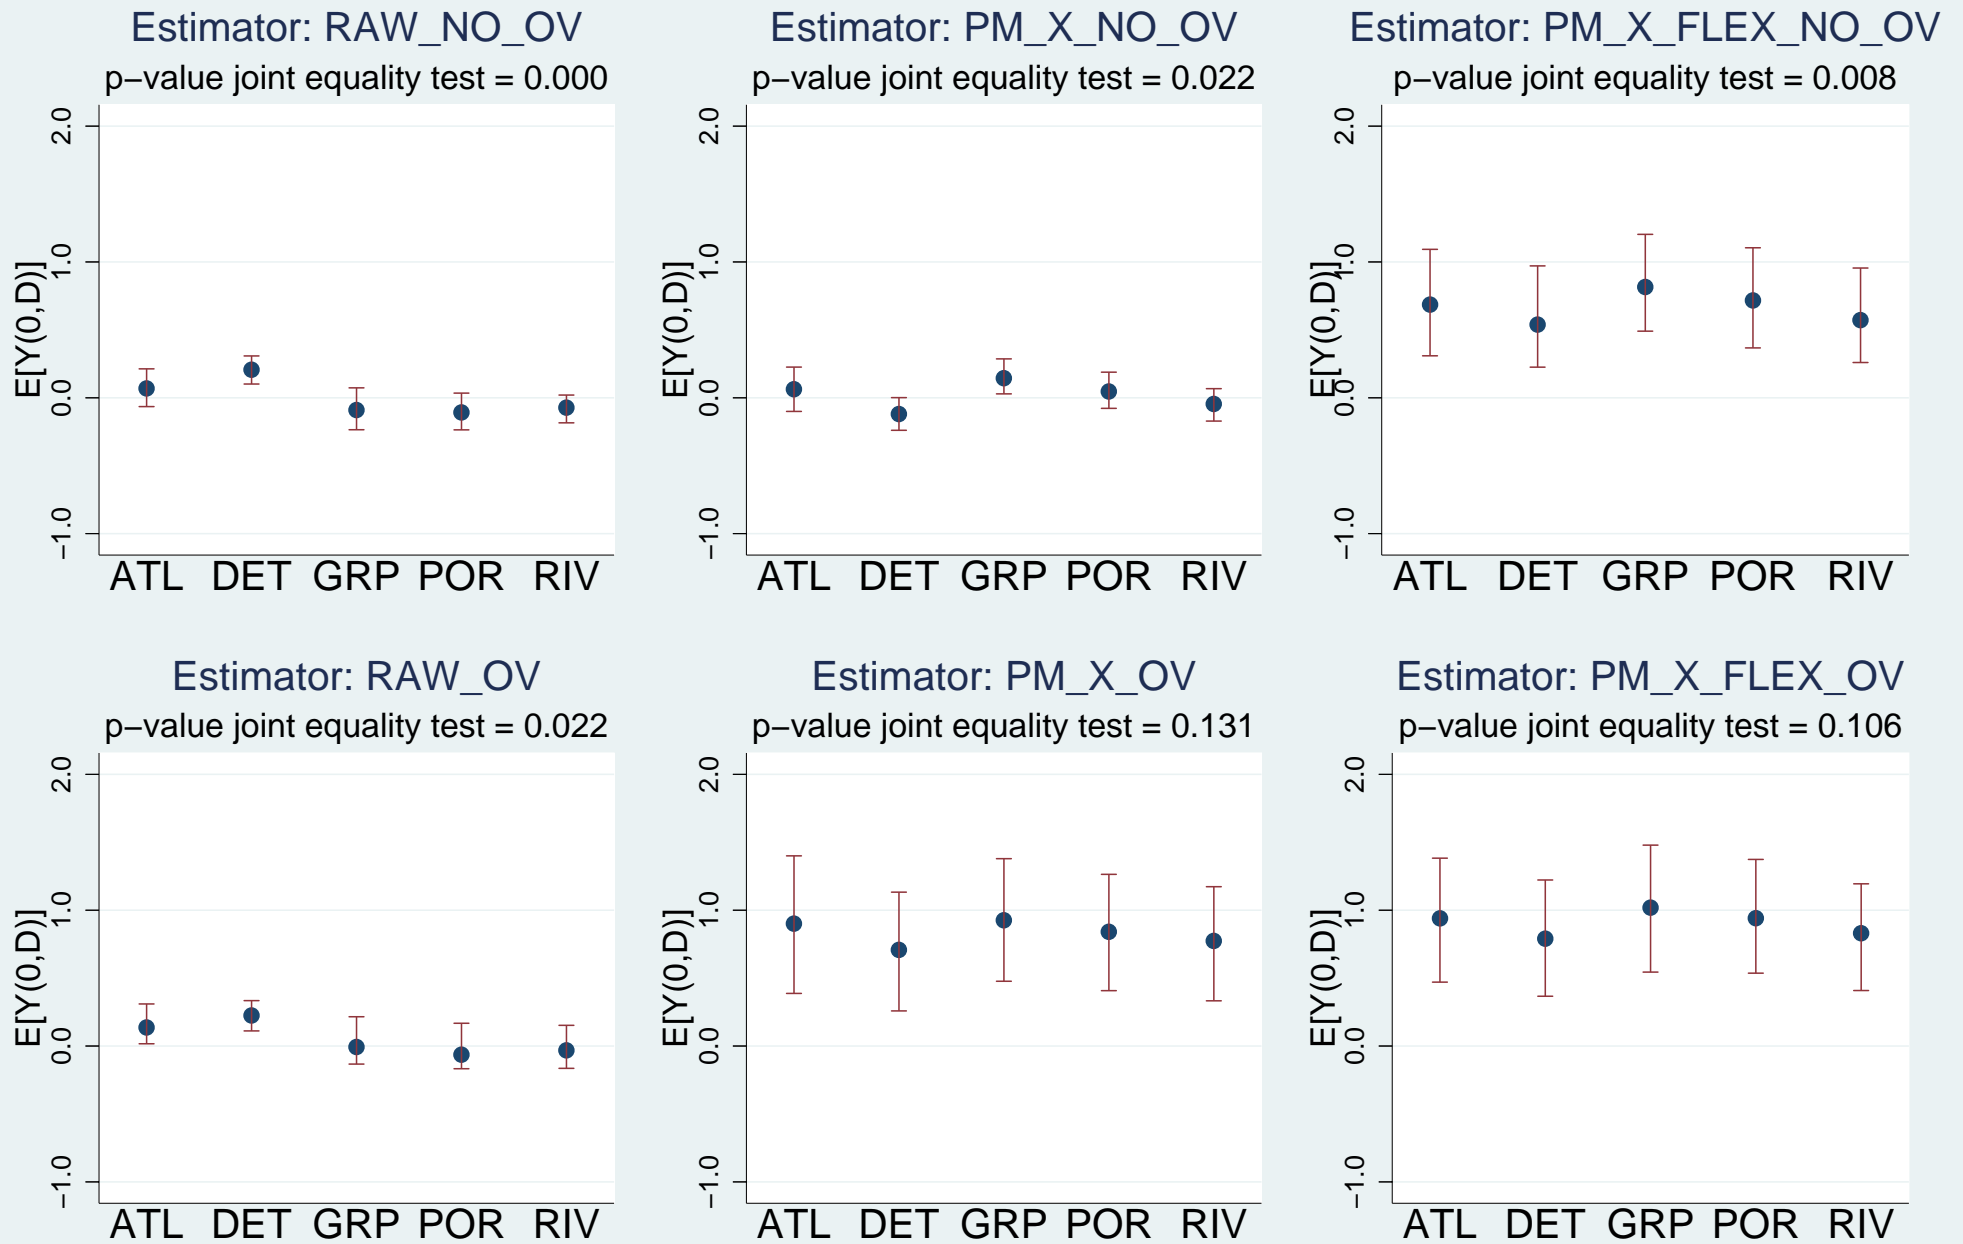 Estimator: RAW_NO_OV
p−value joint equality test = 0.000
E[Y(0,D)]
2.0
1.0
0.0
−1.0
ATL DET GRP POR RIV
Estimator: PM_X_NO_OV
p−value joint equality test = 0.022
E[Y(0,D)]
2.0
1.0
0.0
−1.0
ATL DET GRP POR RIV
Estimator: PM_X_FLEX_NO_OV
p−value joint equality test = 0.008
E[Y(0,D)]
2.0
1.0
0.0
−1.0
ATL DET GRP POR RIV
Estimator: RAW_OV
p−value joint equality test = 0.022
E[Y(0,D)]
2.0
1.0
0.0
−1.0
ATL DET GRP POR RIV
Estimator: PM_X_OV
p−value joint equality test = 0.131
E[Y(0,D)]
2.0
1.0
0.0
−1.0
ATL DET GRP POR RIV
Estimator: PM_X_FLEX_OV
p−value joint equality test = 0.106
E[Y(0,D)]
2.0
1.0
0.0
−1.0
ATL DET GRP POR RIV